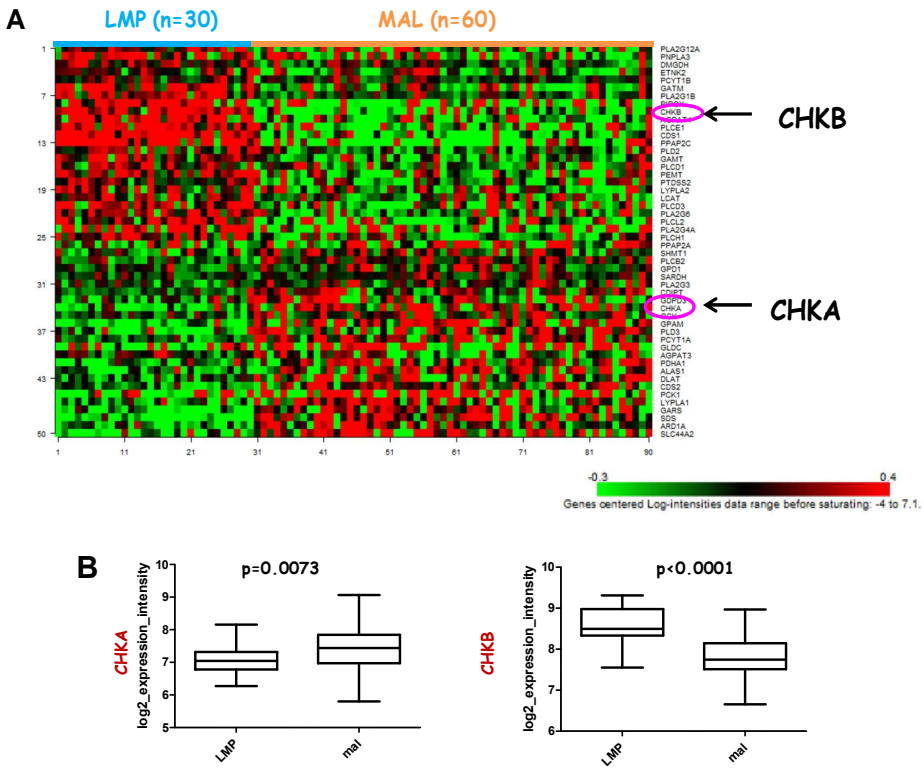 A
LMP (n=30) MAL (n=60)
1
7
13
19
25
31
37
43
50
PLA2G12A
PNPLA3
DMGDH
ETNK2
PCYT1B
GATM
PLA2G1B
CHKB
PLCE1
CDS1
PPAP2C
PLD2
GAMT
PLCD1
PEMT
PTDSS2
LYPLA2
LCAT
PLCD3
PLA2G6
PLCL2
PLA2G4A
PLCH1
PPAP2A
SHMT1
PLCB2
GPD1
SARDH
PLA2G3
CDIPT
GDPD3
CHKA
GPAM
PLD3
PCYT1A
GLDC
AGPAT3
PDHA1
ALAS1
DLAT
CDS2
PCK1
LYPLA1
GARS
SDS
ARD1A
SLC44A2
CHKB
CHKA
1 11 21 31 41 51 61 71 81 90
-0.3 0.4
Genes centered Log-intensities data range before saturating: -4 to 7.1.
B
p=0.0073
CHKA
log2_expression_intensity
10
9
8
7
6
5
LMP mal
p<0.0001
CHKB
log2_expression_intensity
10
9
8
7
6
LMP mal